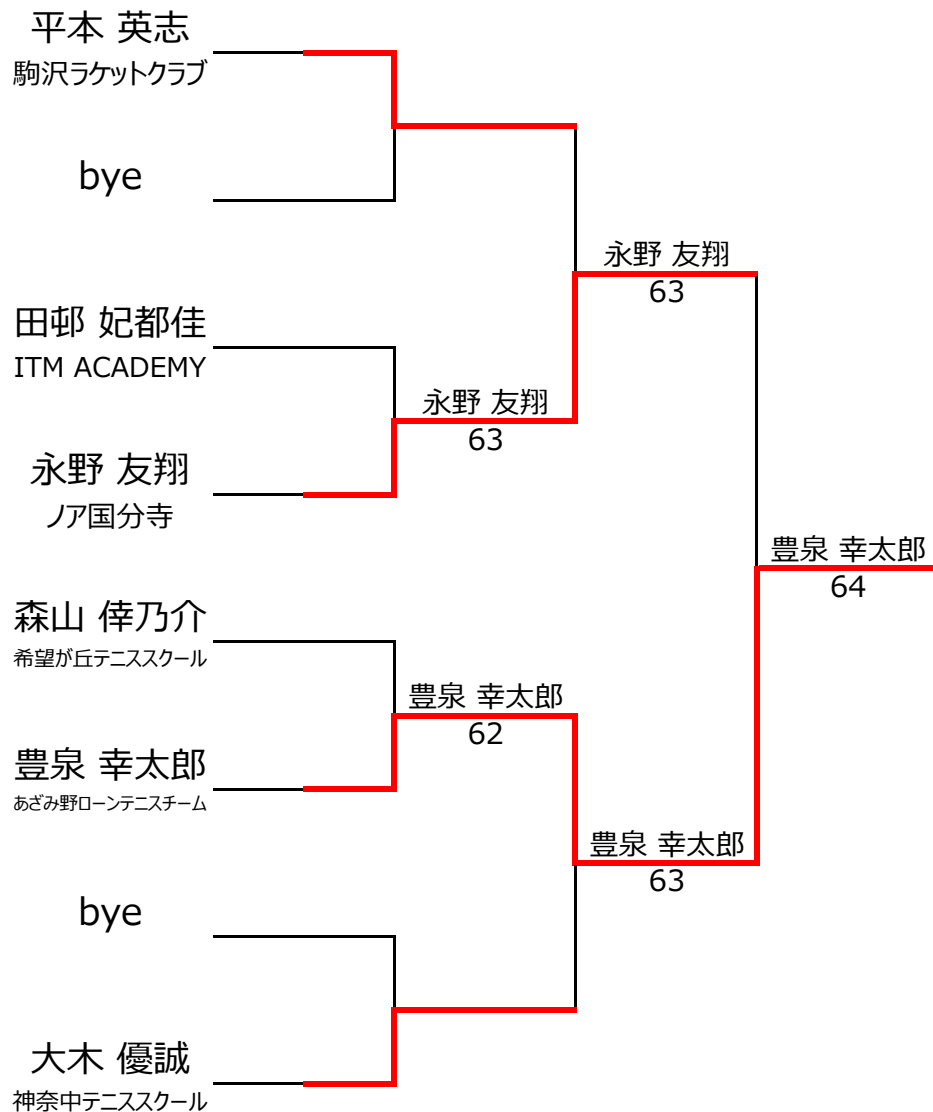 平本 英志
駒沢ラケットクラブ
bye
永野 友翔
63
田邨 妃都佳
ITM ACADEMY
永野 友翔
63
永野 友翔
ノア国分寺
豊泉 幸太郎
64
森山 倖乃介
希望が丘テニススクール
豊泉 幸太郎
62
豊泉 幸太郎
あざみ野ローンテニスチーム
豊泉 幸太郎
63
bye
大木 優誠
神奈中テニススクール